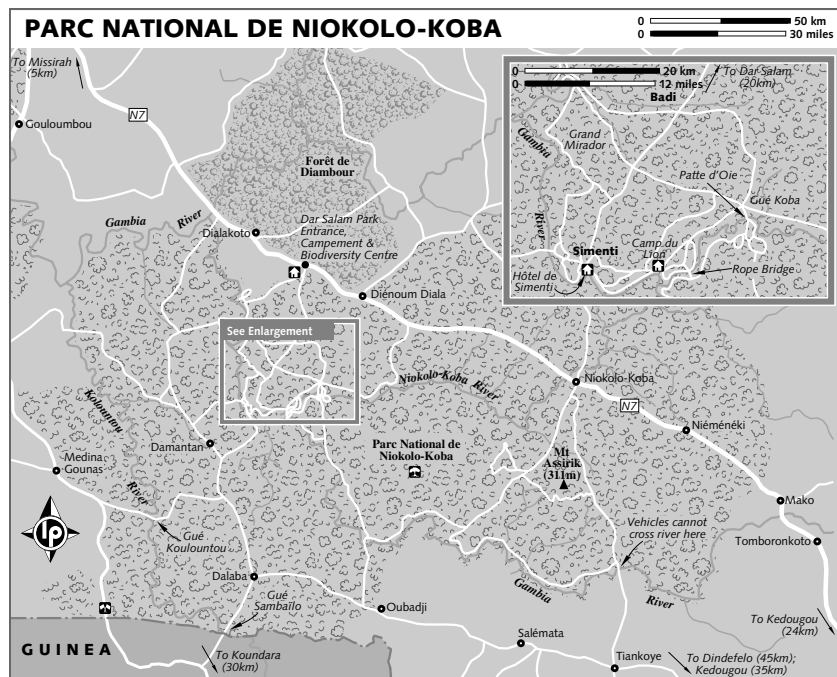 PARC NATIONAL DE NIOKOLO-KOBA
0 50 km
0 30 miles
To Missirah
(5km)
N7
Gouloumbou
Forêt de
Diambour
Gambia
River
Dialakoto
Dar Salam Park
Entrance,
Campement &
Biodiversity Centre
Diénoum Diala
See Enlargement
0 20 km
0 12 miles
To Dar Salam
(20km)
Badi
Gambia
River
Grand
Mirador
Patte d'Oie
Gué Koba
Simenti
Camp du
Lion
Hôtel de
Simenti
Rope Bridge
Niokolo-Koba River
Niokolo-Koba
N7
Niéménéki
Kolountou
River
Damantan
Medina
Gounas
Parc National de
Niokolo-Koba
Mt
Assirik
(311m)
Mako
Tomboronkoto
Vehicles cannot
cross river here
lp
Gué
Koulountou
Dalaba
Gué
Sambaïlo
Oubadji
Gambia
River
Salémata
Tiankoye
To Kedougou
(24km)
GUINEA
To Koundara
(30km)
To Dindefelo (45km);
Kedougou (35km)